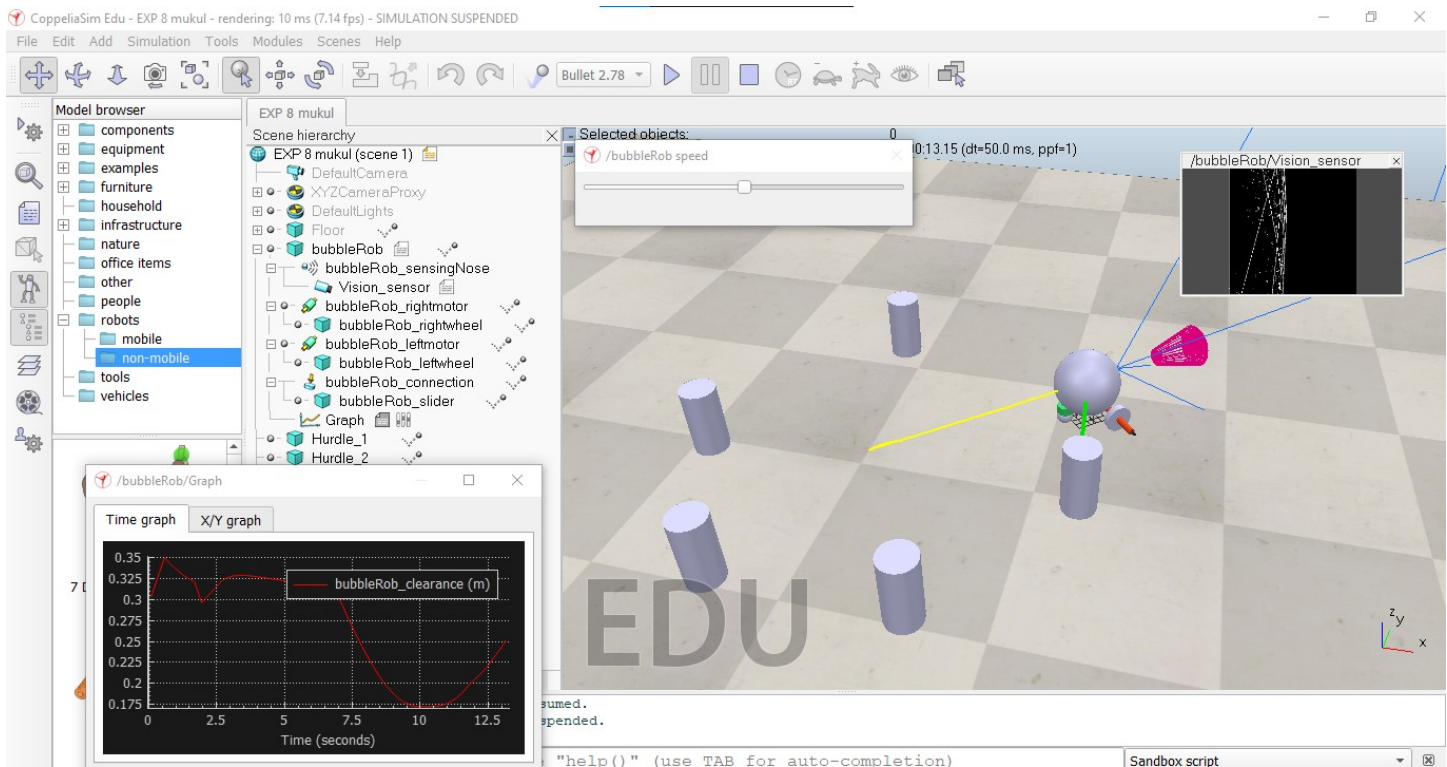 CoppeliaSim Edu - EXP 8 mukul - rendering: 10 ms (7.14 fps) - SIMULATION SUSPENDED
File Edit Add Simulation Tools Modules Scenes Help
Bullet 2.78
Model browser
components
equipment
examples
furniture
household
infrastructure
nature
office items
other
people
robots
mobile
non-mobile
tools
vehicles
EXP 8 mukul
Scene hierarchy
EXP 8 mukul (scene 1)
DefaultCamera
XYZCameraProxy
DefaultLights
Floor
bubbleRob
bubbleRob_sensingNose
Vision_sensor
bubbleRob_rightmotor
bubbleRob_rightwheel
bubbleRob_leftmotor
bubbleRob_leftwheel
bubbleRob_connection
bubbleRob_slider
Graph
Hurdle_1
Hurdle_2
Selected objects: 0
0:13.15 (dt=50.0 ms, ppf=1)
/bubbleRob speed
/bubbleRob/Vision_sensor
EDU
z
y
x
7 D
/bubbleRob/Graph
Time graph X/Y graph
bubbleRob_clearance (m)
0.35
0.325
0.3
0.275
0.25
0.225
0.2
0.175
0 2.5 5 7.5 10 12.5
Time (seconds)
sumed.
spended.
"help()" (use TAB for auto-completion)
Sandbox script